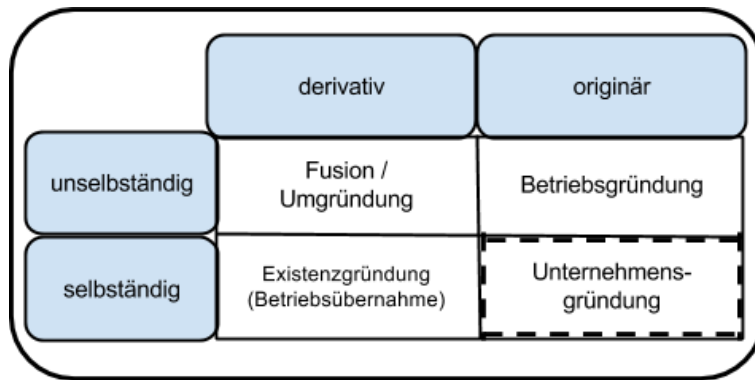 derivativ
originär
unselbständig
Fusion /
Umgründung
Betriebsgründung
selbständig
Existenzgründung
(Betriebsübernahme)
Unternehmens-
gründung